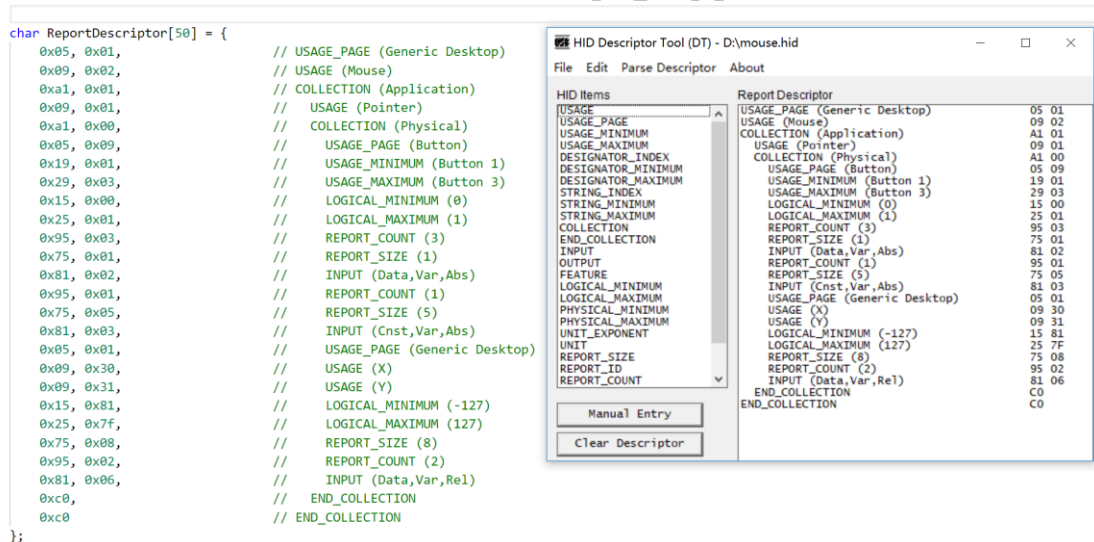 char ReportDescriptor[50] = {
0x05, 0x01, // USAGE_PAGE (Generic Desktop)
0x09, 0x02, // USAGE (Mouse)
0xa1, 0x01, // COLLECTION (Application)
0x09, 0x01, // USAGE (Pointer)
0xa1, 0x00, // COLLECTION (Physical)
0x05, 0x09, // USAGE_PAGE (Button)
0x19, 0x01, // USAGE_MINIMUM (Button 1)
0x29, 0x03, // USAGE_MAXIMUM (Button 3)
0x15, 0x00, // LOGICAL_MINIMUM (0)
0x25, 0x01, // LOGICAL_MAXIMUM (1)
0x95, 0x03, // REPORT_COUNT (3)
0x75, 0x01, // REPORT_SIZE (1)
0x81, 0x02, // INPUT (Data,Var,Abs)
0x95, 0x01, // REPORT_COUNT (1)
0x75, 0x05, // REPORT_SIZE (5)
0x81, 0x03, // INPUT (Cnst,Var,Abs)
0x05, 0x01, // USAGE_PAGE (Generic Desktop)
0x09, 0x30, // USAGE (X)
0x09, 0x31, // USAGE (Y)
0x15, 0x81, // LOGICAL_MINIMUM (-127)
0x25, 0x7f, // LOGICAL_MAXIMUM (127)
0x75, 0x08, // REPORT_SIZE (8)
0x95, 0x02, // REPORT_COUNT (2)
0x81, 0x06, // INPUT (Data,Var,Rel)
0xc0, // END_COLLECTION
0xc0 // END_COLLECTION
};
HID Descriptor Tool (DT) - D:\mouse.hid
File Edit Parse Descriptor About
HID Items
USAGE
USAGE_PAGE
USAGE_MINIMUM
USAGE_MAXIMUM
DESIGNATOR_INDEX
DESIGNATOR_MINIMUM
DESIGNATOR_MAXIMUM
STRING_INDEX
STRING_MINIMUM
STRING_MAXIMUM
COLLECTION
END_COLLECTION
INPUT
OUTPUT
FEATURE
LOGICAL_MINIMUM
LOGICAL_MAXIMUM
PHYSICAL_MINIMUM
PHYSICAL_MAXIMUM
UNIT_EXPONENT
UNIT
REPORT_SIZE
REPORT_ID
REPORT_COUNT
Manual Entry
Clear Descriptor
Report Descriptor
USAGE_PAGE (Generic Desktop) 05 01
USAGE (Mouse) 09 02
COLLECTION (Application) A1 01
USAGE (Pointer) 09 01
COLLECTION (Physical) A1 00
USAGE_PAGE (Button) 05 09
USAGE_MINIMUM (Button 1) 19 01
USAGE_MAXIMUM (Button 3) 29 03
LOGICAL_MINIMUM (0) 15 00
LOGICAL_MAXIMUM (1) 25 01
REPORT_COUNT (3) 95 03
REPORT_SIZE (1) 75 01
INPUT (Data,Var,Abs) 81 02
REPORT_COUNT (1) 95 01
REPORT_SIZE (5) 75 05
INPUT (Cnst,Var,Abs) 81 03
USAGE_PAGE (Generic Desktop) 05 01
USAGE (X) 09 30
USAGE (Y) 09 31
LOGICAL_MINIMUM (-127) 15 81
LOGICAL_MAXIMUM (127) 25 7F
REPORT_SIZE (8) 75 08
REPORT_COUNT (2) 95 02
INPUT (Data,Var,Rel) 81 06
END_COLLECTION C0
END_COLLECTION C0